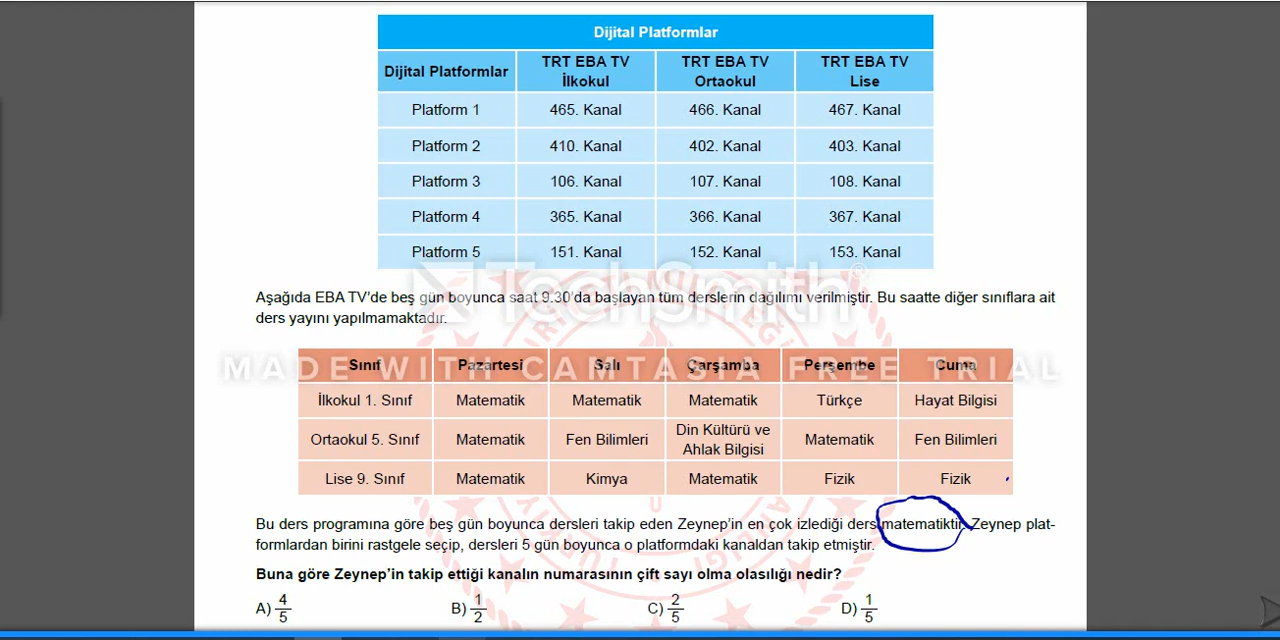 Dijital Platformlar
Dijital Platformlar TRT EBA TV İlkokul TRT EBA TV Ortaokul TRT EBA TV Lise
Platform 1 465. Kanal 466. Kanal 467. Kanal
Platform 2 410. Kanal 402. Kanal 403. Kanal
Platform 3 106. Kanal 107. Kanal 108. Kanal
Platform 4 365. Kanal 366. Kanal 367. Kanal
Platform 5 151. Kanal 152. Kanal 153. Kanal
TechSmith®
Aşağıda EBA TV'de beş gün boyunca saat 9.30'da başlayan tüm derslerin dağılımı verilmiştir. Bu saatte diğer sınıflara ait
ders yayını yapılmamaktadır.
MADE WITH CAMTASIA FREE TRIAL
Sınıf Pazartesi Salı Çarşamba Perşembe Cuma
İlkokul 1. Sınıf Matematik Matematik Matematik Türkçe Hayat Bilgisi
Ortaokul 5. Sınıf Matematik Fen Bilimleri Din Kültürü ve Ahlak Bilgisi Matematik Fen Bilimleri
Lise 9. Sınıf Matematik Kimya Matematik Fizik Fizik
Bu ders programına göre beş gün boyunca dersleri takip eden Zeynep'in en çok izlediği ders matematiktir. Zeynep plat-
formlardan birini rastgele seçip, dersleri 5 gün boyunca o platformdaki kanaldan takip etmiştir.
Buna göre Zeynep'in takip ettiği kanalın numarasının çift sayı olma olasılığı nedir?
A) 4/5 B) 1/2 C) 2/5 D) 1/5